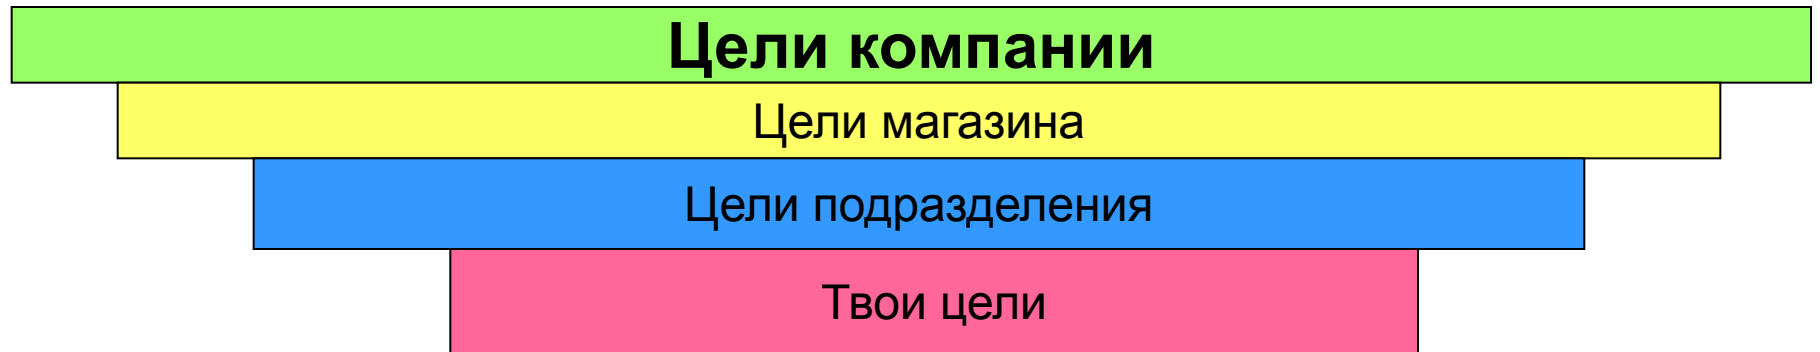 Цели компании
Цели магазина
Цели подразделения
Твои цели